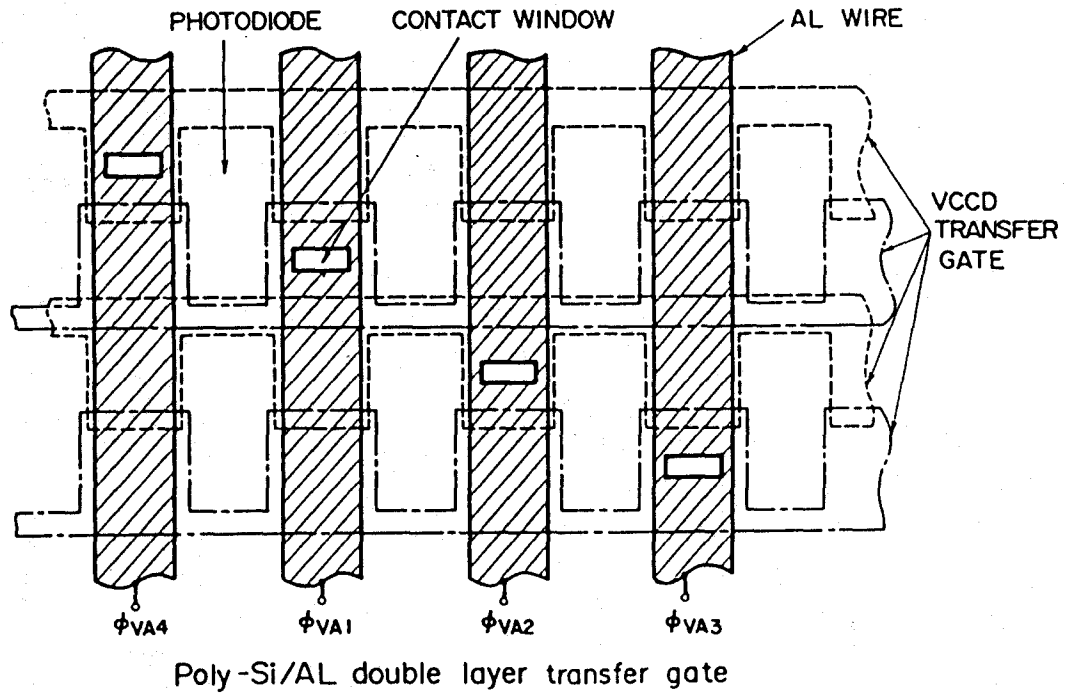 PHOTODIODE
CONTACT WINDOW
AL WIRE
VCCD
TRANSFER
GATE
ϕVA4
ϕVA1
ϕVA2
ϕVA3
Poly-Si/AL double layer transfer gate